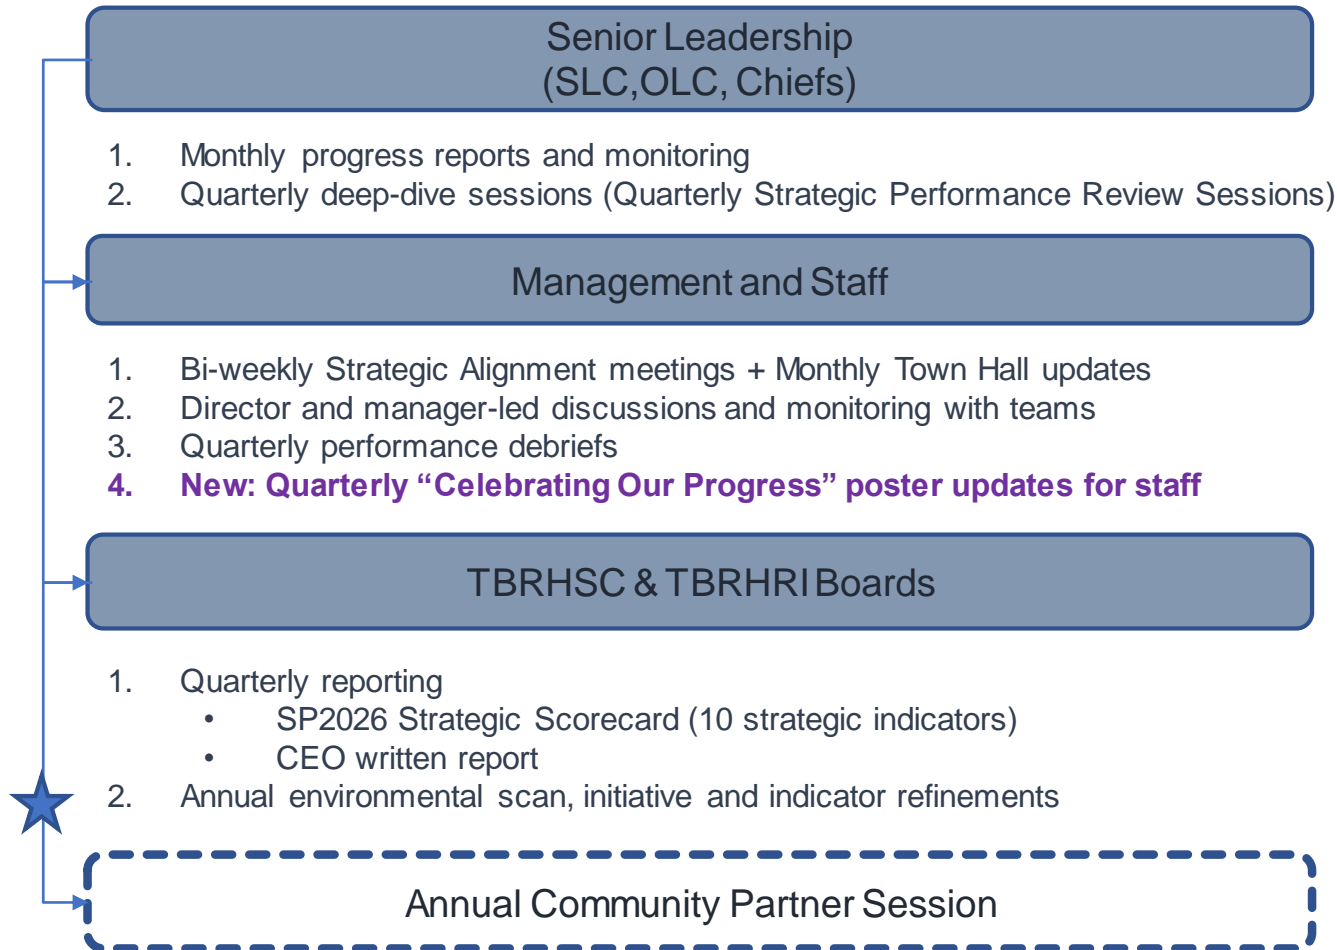 Senior Leadership
(SLC,OLC, Chiefs)
1. Monthly progress reports and monitoring
2. Quarterly deep-dive sessions (Quarterly Strategic Performance Review Sessions)
Management and Staff
1. Bi-weekly Strategic Alignment meetings + Monthly Town Hall updates
2. Director and manager-led discussions and monitoring with teams
3. Quarterly performance debriefs
4. New: Quarterly “Celebrating Our Progress” poster updates for staff
TBRHSC & TBRHRI Boards
1. Quarterly reporting
• SP2026 Strategic Scorecard (10 strategic indicators)
• CEO written report
2. Annual environmental scan, initiative and indicator refinements
Annual Community Partner Session